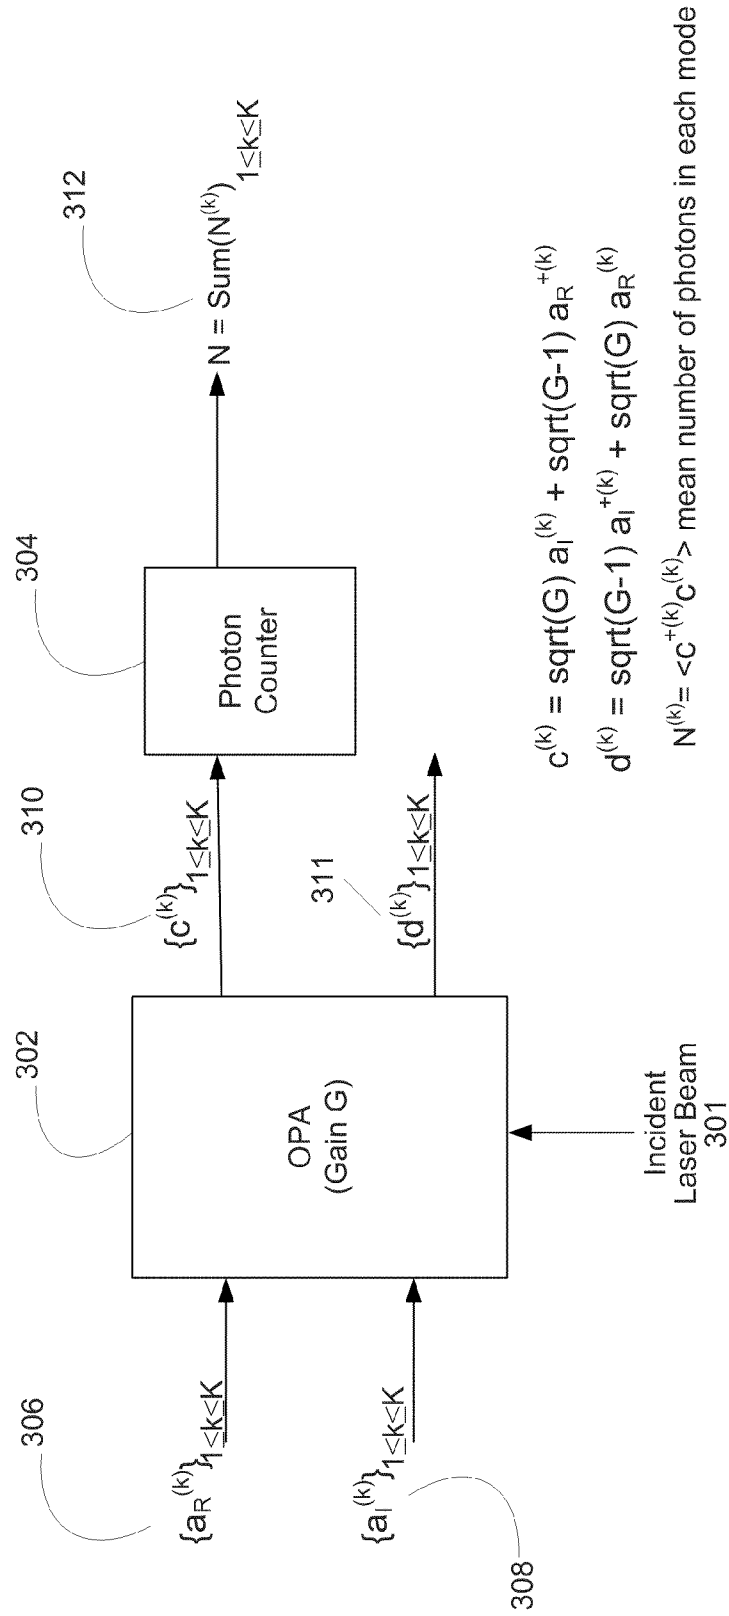 306
{a_R^(k)}_1≤k≤K
{a_I^(k)}_1≤k≤K
308
302
OPA
(Gain G)
Incident
Laser Beam
301
310
{c^(k)}_1≤k≤K
311
{d^(k)}_1≤k≤K
304
Photon
Counter
312
N = Sum(N^(k))_1≤k≤K
c^(k) = sqrt(G) a_I^(k) + sqrt(G-1) a_R^+(k)
d^(k) = sqrt(G-1) a_I^+(k) + sqrt(G) a_R^(k)
N^(k)= <c^+(k)c^(k)> mean number of photons in each mode